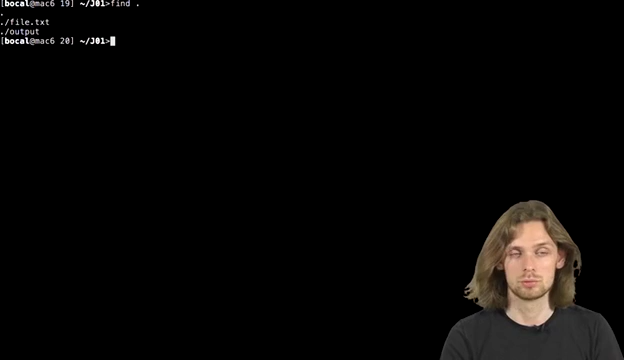 [bocal@mac6 19] ~/J01>find .
.
./file.txt
./output
[bocal@mac6 20] ~/J01>